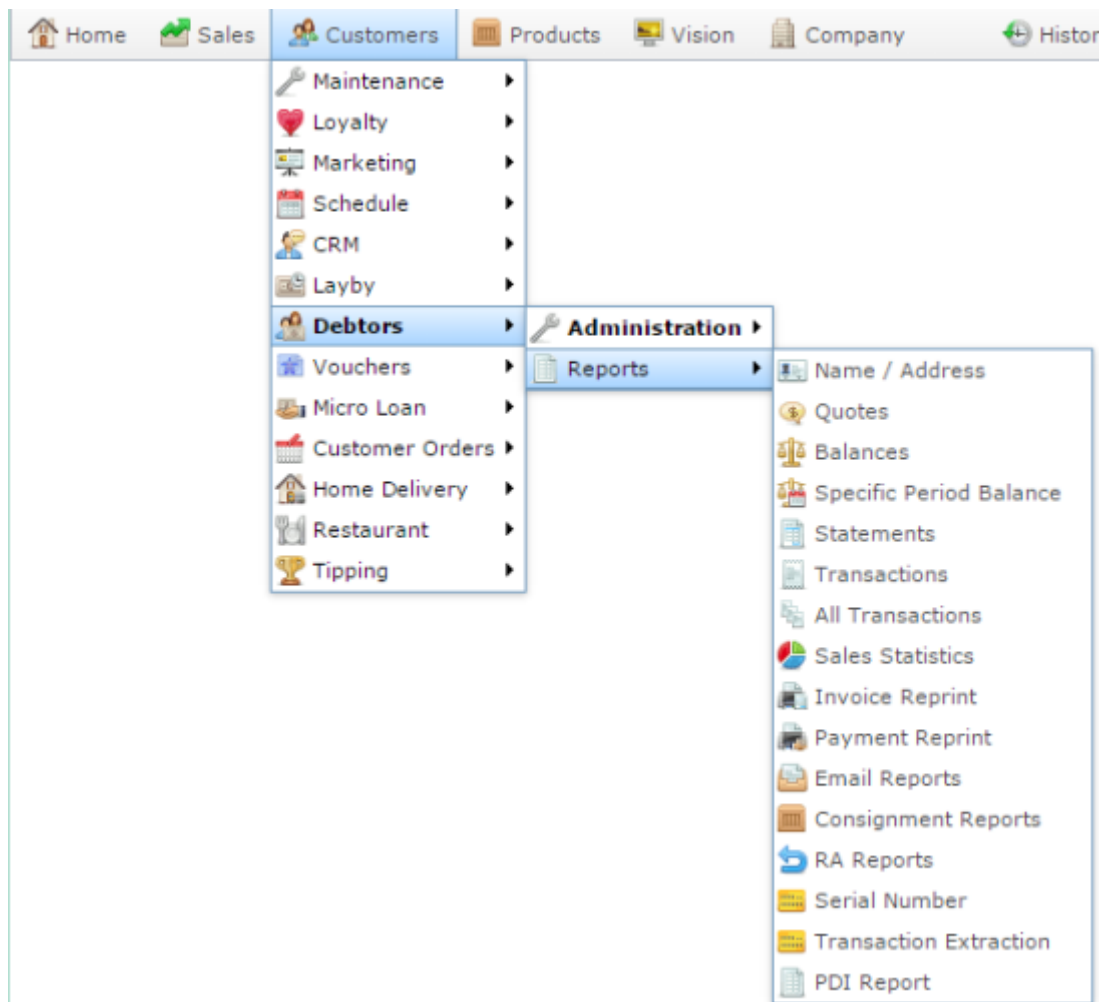 Home Sales Customers Products Vision Company Histor
Maintenance
Loyalty
Marketing
Schedule
CRM
Layby
Debtors
Vouchers
Micro Loan
Customer Orders
Home Delivery
Restaurant
Tipping
Administration
Reports
Name / Address
Quotes
Balances
Specific Period Balance
Statements
Transactions
All Transactions
Sales Statistics
Invoice Reprint
Payment Reprint
Email Reports
Consignment Reports
RA Reports
Serial Number
Transaction Extraction
PDI Report